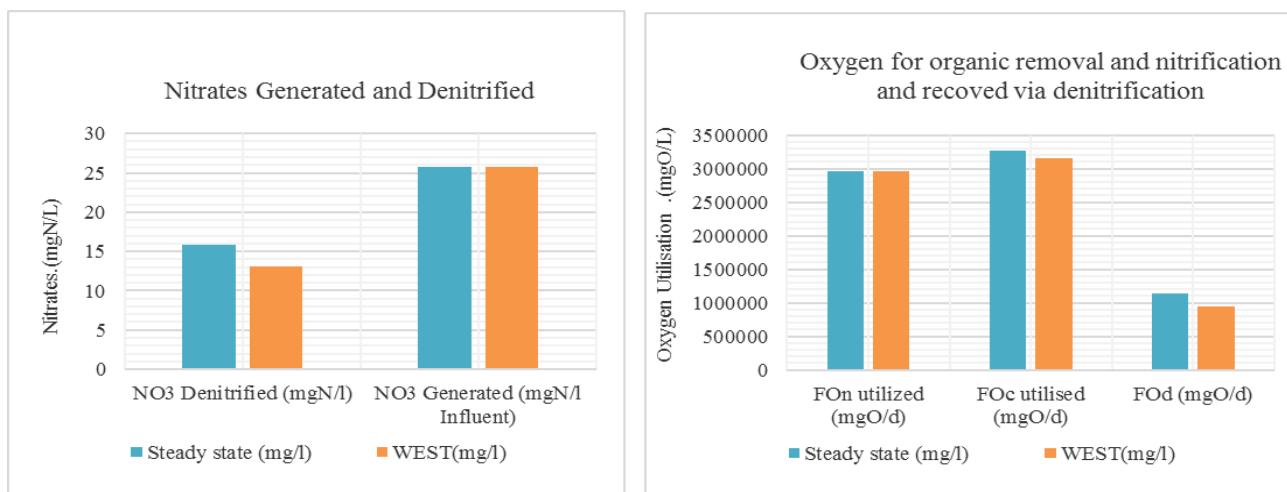 Nitrates Generated and Denitrified
Nitrates.(mgN/L)
30
25
20
15
10
5
0
NO3 Denitrified (mgN/l)
NO3 Generated (mgN/l
Influent)
Steady state (mg/l)
WEST(mg/l)
Oxygen for organic removal and nitrification
and recoved via denitrification
Oxygen Utilisation .(mgO/L)
3500000
3000000
2500000
2000000
1500000
1000000
500000
0
FOn utilized
(mgO/d)
FOc utilised
(mgO/d)
FOd (mgO/d)
Steady state (mg/l)
WEST(mg/l)